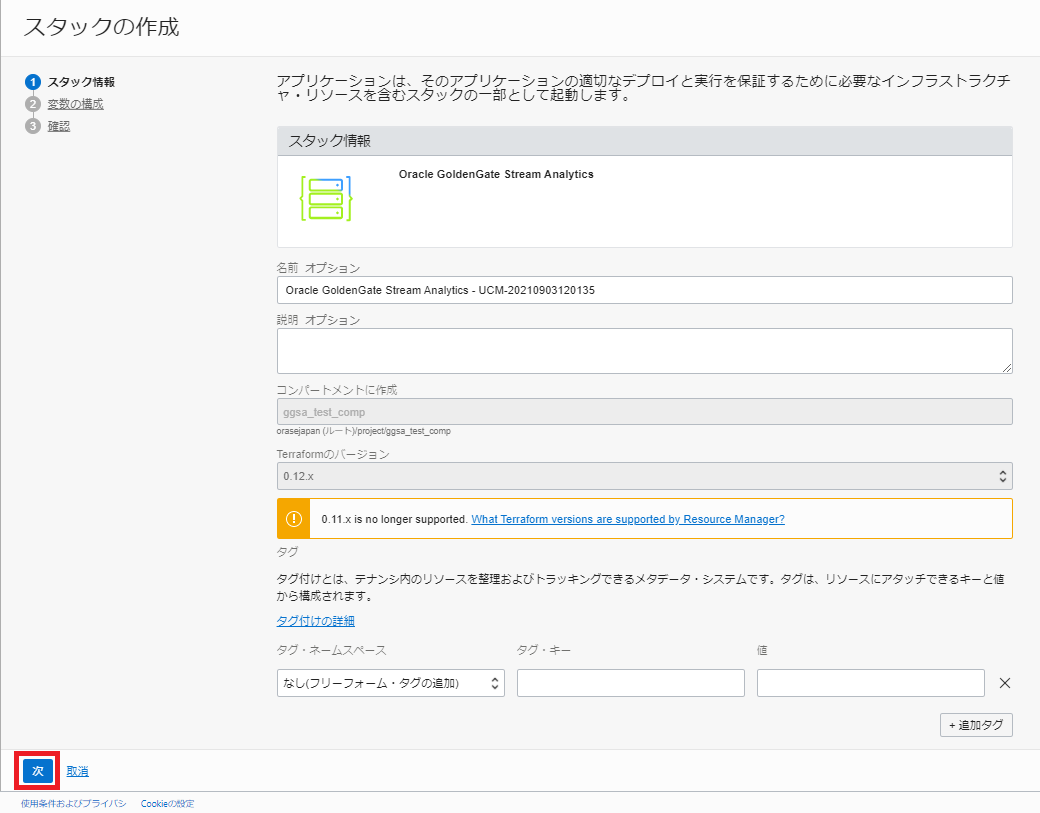 スタックの作成
1 スタック情報
2 変数の構成
3 確認
アプリケーションは、そのアプリケーションの適切なデプロイと実行を保証するために必要なインフラストラクチ
ャ・リソースを含むスタックの一部として起動します。
スタック情報
Oracle GoldenGate Stream Analytics
名前 オプション
Oracle GoldenGate Stream Analytics - UCM-20210903120135
説明 オプション
コンパートメントに作成
ggsa_test_comp
orasejapan (ルート)/project/ggsa_test_comp
Terraformのバージョン
0.12.x
0.11.x is no longer supported. What Terraform versions are supported by Resource Manager?
タグ
タグ付けとは、テナンシ内のリソースを整理およびトラッキングできるメタデータ・システムです。タグは、リソースにアタッチできるキーと値
から構成されます。
タグ付けの詳細
タグ・ネームスペース タグ・キー 値
なし(フリーフォーム・タグの追加)
+ 追加タグ
次 取消
使用条件およびプライバシ Cookieの設定